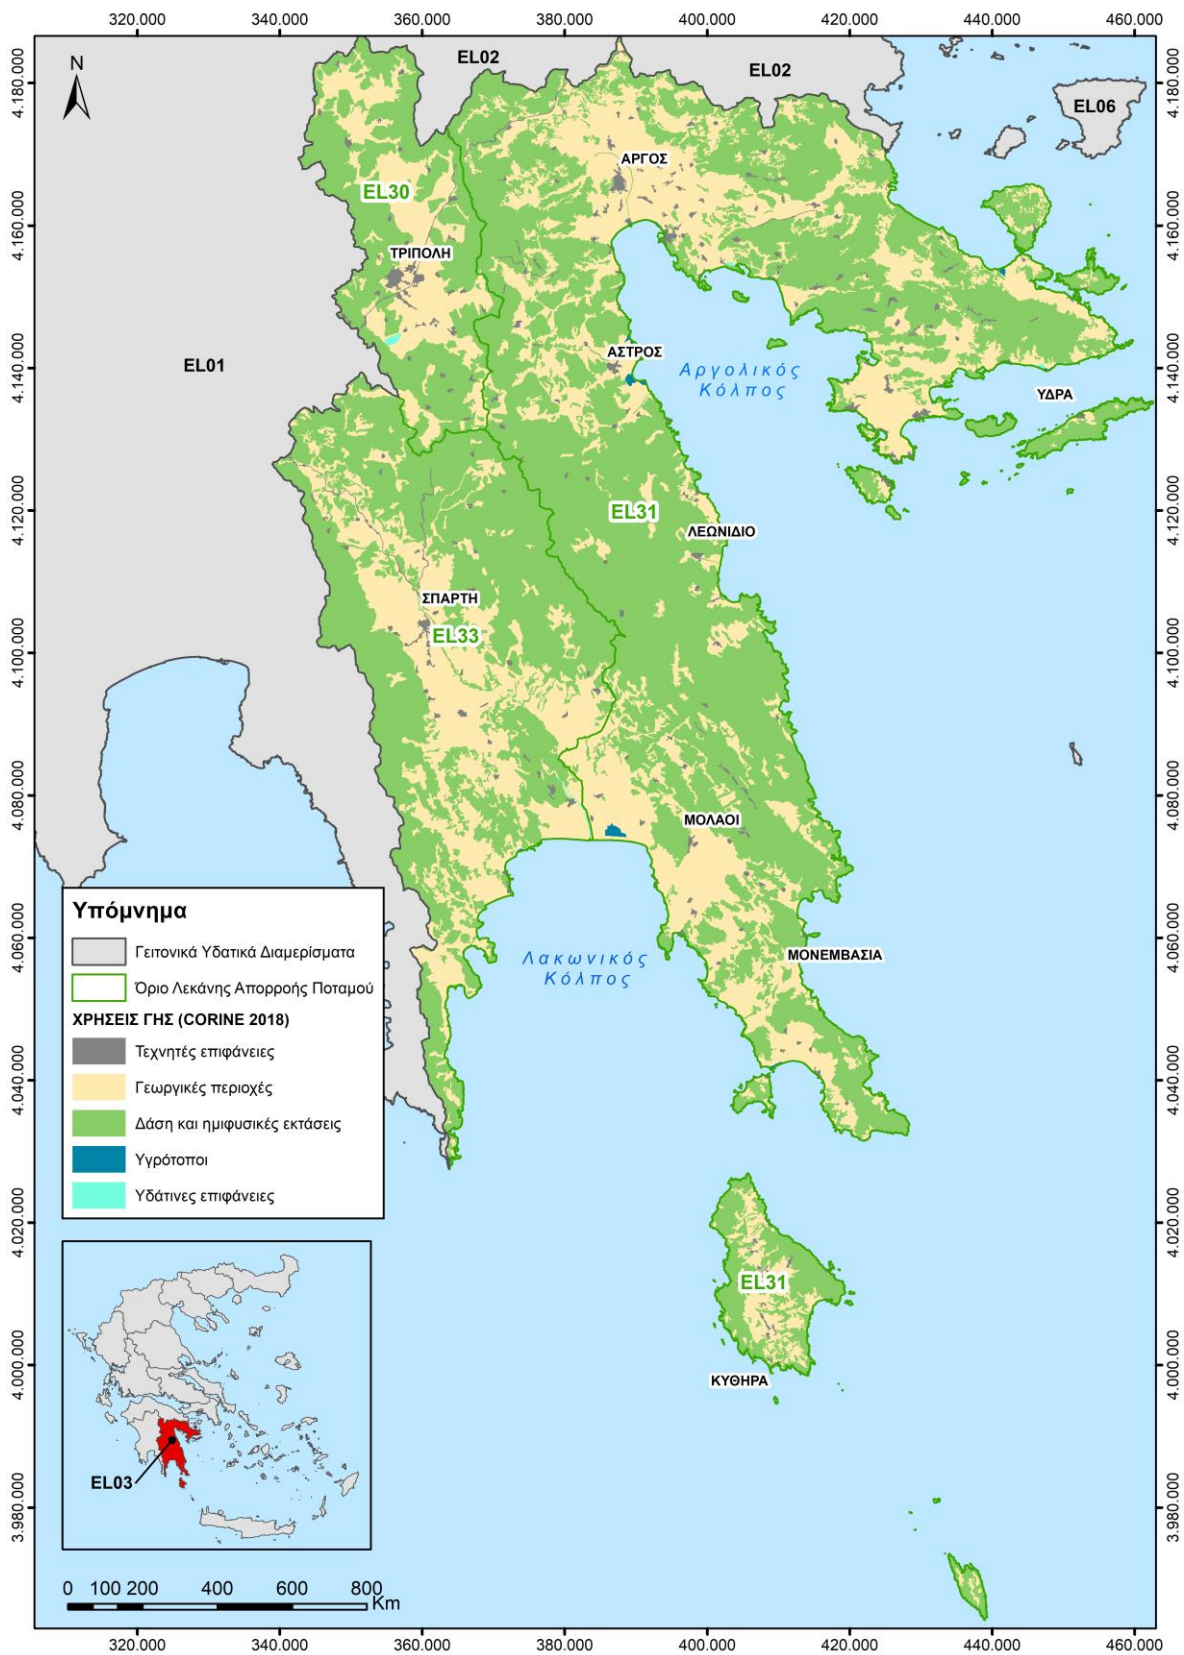 320.000 340.000 360.000 380.000 400.000 420.000 440.000 460.000
4.180.000
4.160.000
4.140.000
4.120.000
4.100.000
4.080.000
4.060.000
4.040.000
4.020.000
4.000.000
3.980.000
4.180.000
4.160.000
4.140.000
4.120.000
4.100.000
4.080.000
4.060.000
4.040.000
4.020.000
4.000.000
3.980.000
N
EL02
EL02
EL06
ΑΡΓΟΣ
EL30
ΤΡΙΠΟΛΗ
EL01
ΑΣΤΡΟΣ
Αργολικός
Κόλπος
ΥΔΡΑ
EL31
ΛΕΩΝΙΔΙΟ
ΣΠΑΡΤΗ
EL33
ΜΟΛΑΟΙ
ΜΟΝΕΜΒΑΣΙΑ
Λακωνικός
Κόλπος
EL31
ΚΥΘΗΡΑ
Υπόμνημα
Γειτονικά Υδατικά Διαμερίσματα
Όριο Λεκάνης Απορροής Ποταμού
ΧΡΗΣΕΙΣ ΓΗΣ (CORINE 2018)
Τεχνητές επιφάνειες
Γεωργικές περιοχές
Δάση και ημιφυσικές εκτάσεις
Υγρότοποι
Υδάτινες επιφάνειες
EL03
0 100 200 400 600 800
Km
320.000 340.000 360.000 380.000 400.000 420.000 440.000 460.000